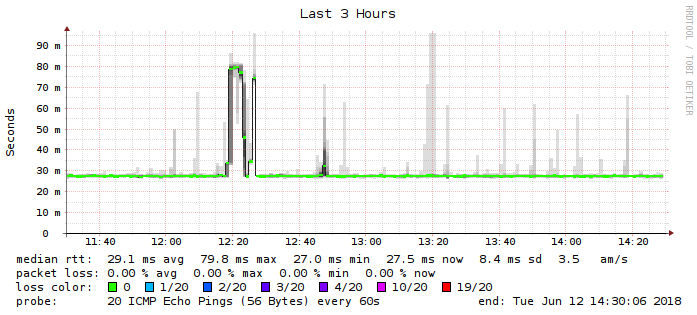 Last 3 Hours
RRDTOOL / TOBI OETIKER
Seconds
90 m
80 m
70 m
60 m
50 m
40 m
30 m
20 m
10 m
0
11:40 12:00 12:20 12:40 13:00 13:20 13:40 14:00 14:20
median rtt: 29.1 ms avg 79.8 ms max 27.0 ms min 27.5 ms now 8.4 ms sd 3.5 am/s
packet loss: 0.00 % avg 0.00 % max 0.00 % min 0.00 % now
loss color: 0 1/20 2/20 3/20 4/20 10/20 19/20
probe: 20 ICMP Echo Pings (56 Bytes) every 60s end: Tue Jun 12 14:30:06 2018